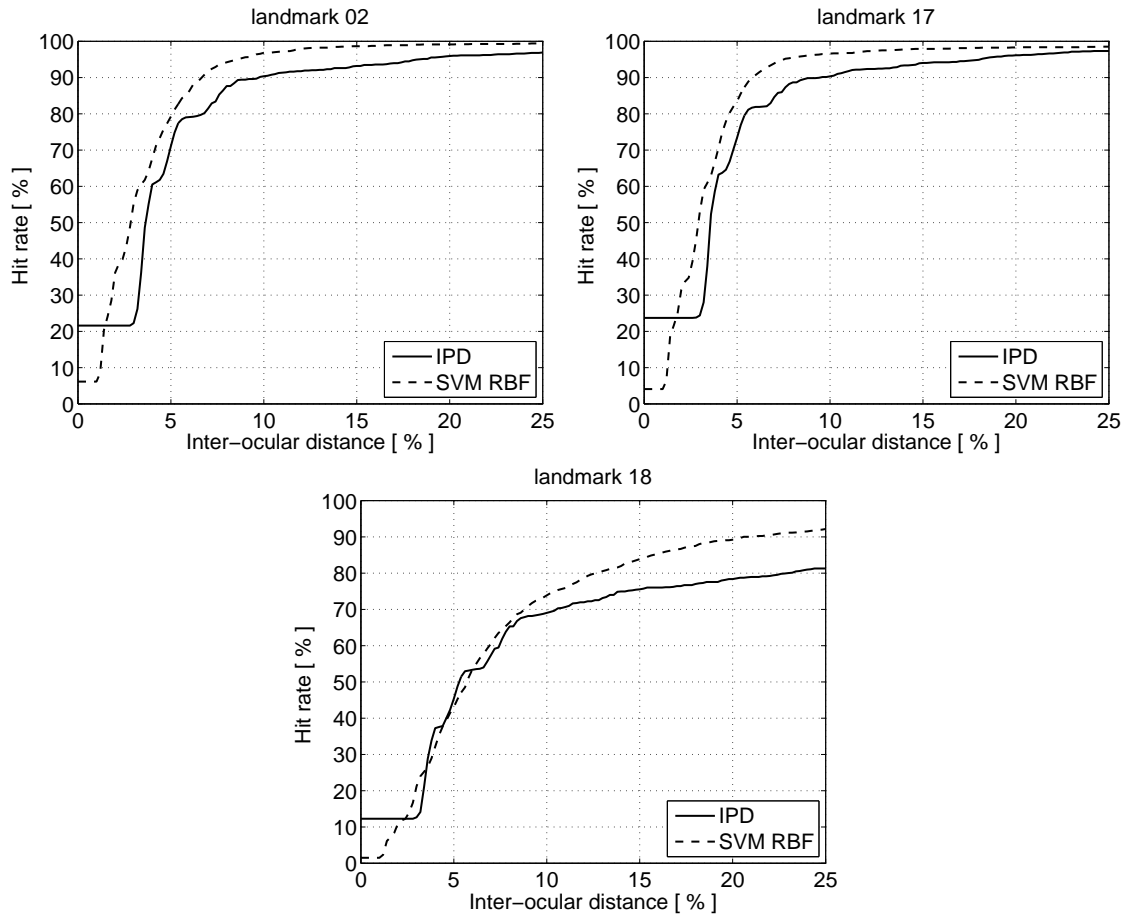 landmark 02
100
90
80
70
60
50
40
30
20
10
0
Hit rate [ % ]
0 5 10 15 20 25
Inter−ocular distance [ % ]
IPD
SVM RBF
landmark 17
100
90
80
70
60
50
40
30
20
10
0
Hit rate [ % ]
0 5 10 15 20 25
Inter−ocular distance [ % ]
IPD
SVM RBF
landmark 18
100
90
80
70
60
50
40
30
20
10
0
Hit rate [ % ]
0 5 10 15 20 25
Inter−ocular distance [ % ]
IPD
SVM RBF